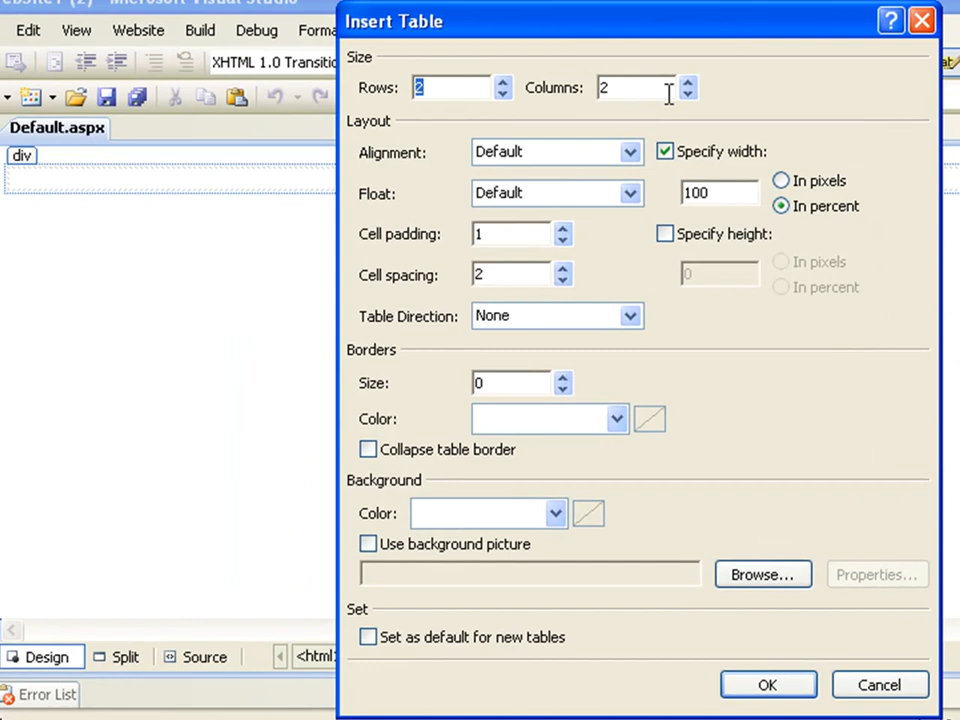 Insert Table
Edit View Website Build Debug
XHTML 1.0
Default.aspx
div
Size
Rows: 2 Columns: 2
Layout
Alignment: Default Specify width:
100 In pixels
In percent
Float: Default
Cell padding: 1 Specify height:
Cell spacing: 2 0 In pixels
In percent
Table Direction: None
Borders
Size: 0
Color:
Collapse table border
Background
Color:
Use background picture
Browse... Properties...
Set
Set as default for new tables
OK Cancel
Design Split Source
Error List